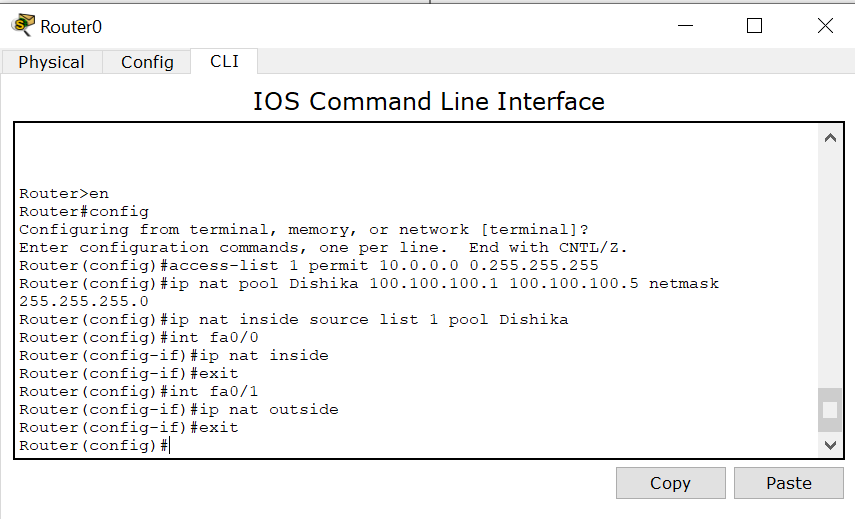 Router0
Physical Config CLI
IOS Command Line Interface
Router>en
Router#config
Configuring from terminal, memory, or network [terminal]?
Enter configuration commands, one per line.  End with CNTL/Z.
Router(config)#access-list 1 permit 10.0.0.0 0.255.255.255
Router(config)#ip nat pool Dishika 100.100.100.1 100.100.100.5 netmask
255.255.255.0
Router(config)#ip nat inside source list 1 pool Dishika
Router(config)#int fa0/0
Router(config-if)#ip nat inside
Router(config-if)#exit
Router(config)#int fa0/1
Router(config-if)#ip nat outside
Router(config-if)#exit
Router(config)#
Copy Paste